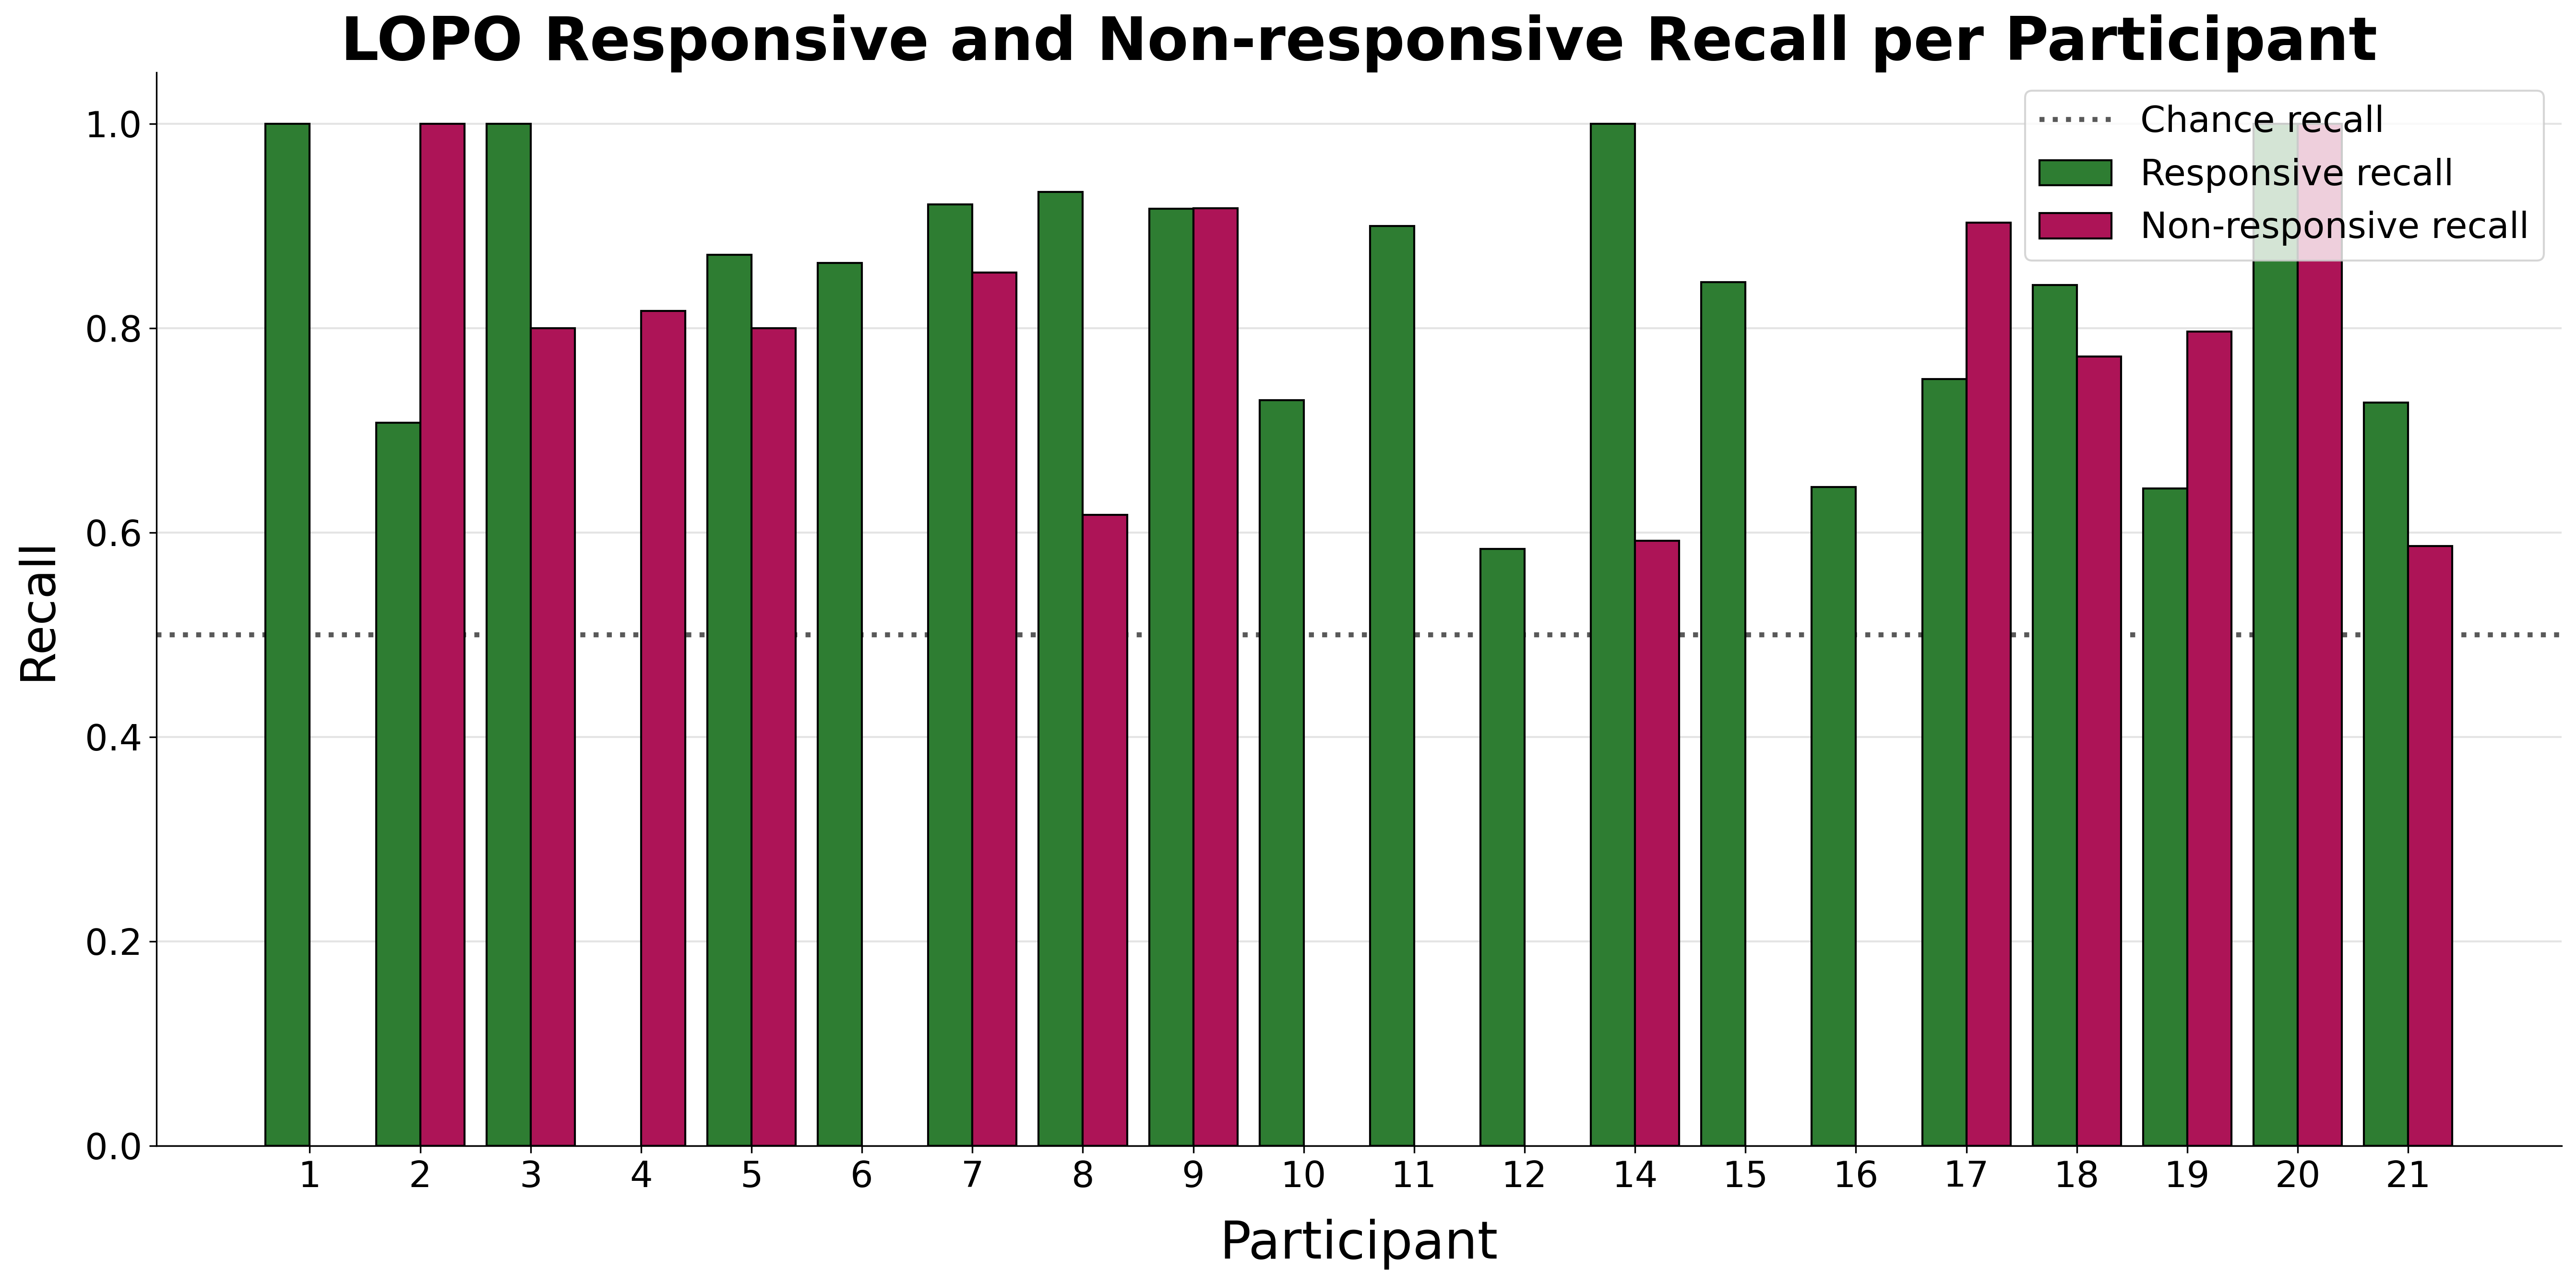 LOPO Responsive and Non-responsive Recall per Participant
Chance recall
Responsive recall
Non-responsive recall
1.0
0.8
0.6
0.4
0.2
0.0
Recall
1 2 3 4 5 6 7 8 9 10 11 12 14 15 16 17 18 19 20 21
Participant